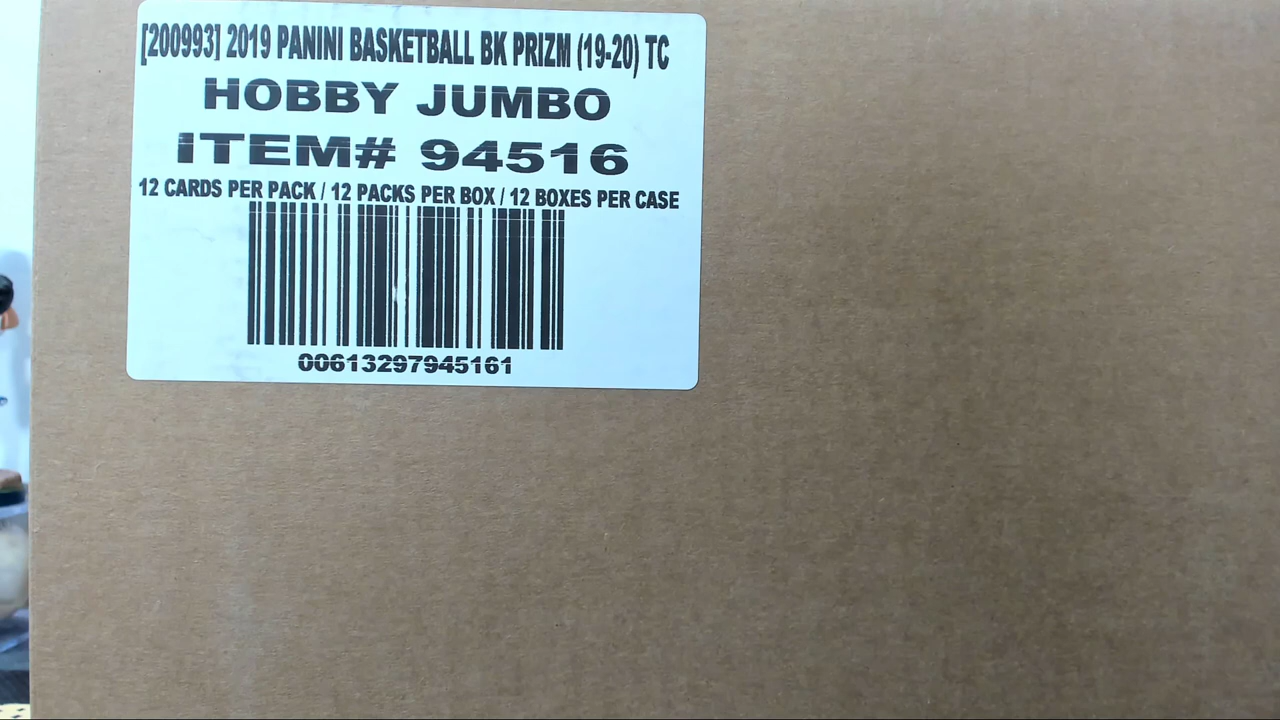 [200993] 2019 PANINI BASKETBALL BK PRIZM (19-20) TC
HOBBY JUMBO
ITEM# 94516
12 CARDS PER PACK / 12 PACKS PER BOX / 12 BOXES PER CASE
00613297945161